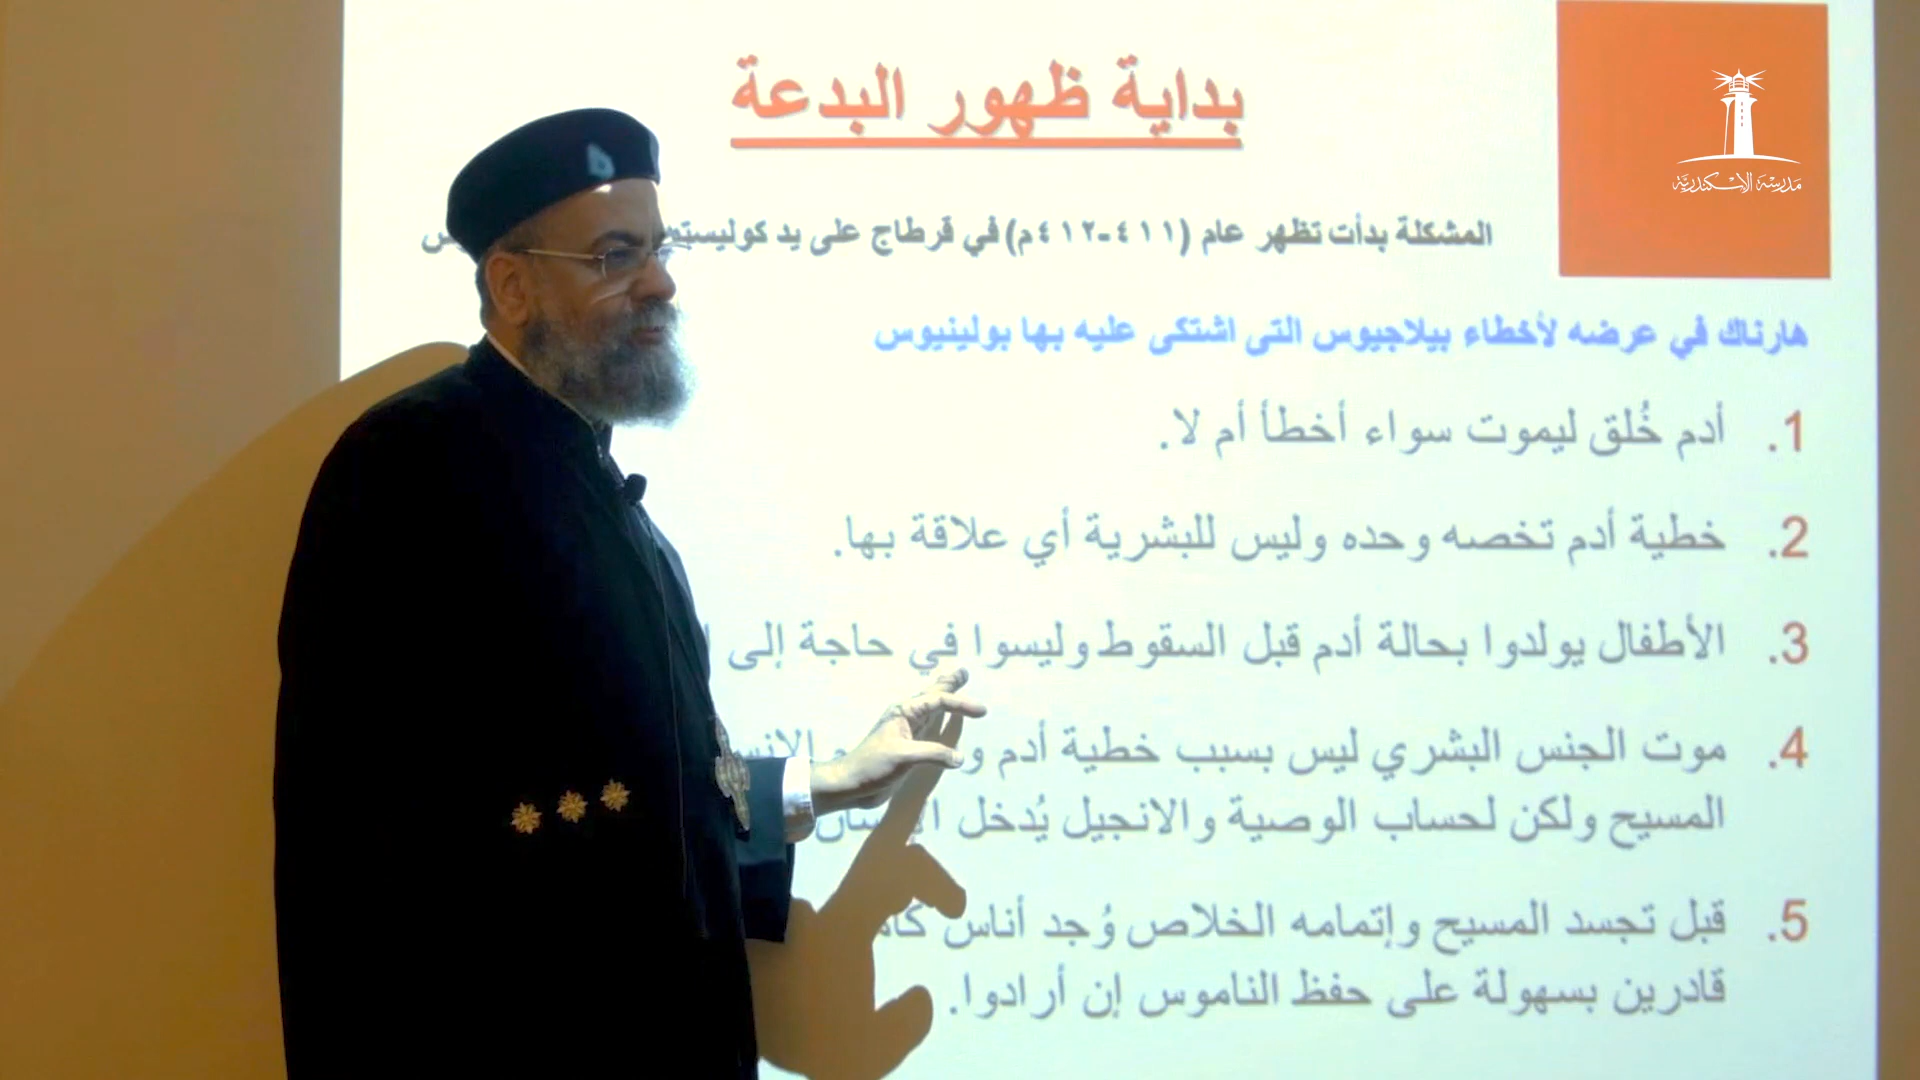 بداية ظهور البدعة
مدرسة الإسكندرية
المشكلة بدأت تظهر عام (٤١١-٤١٢م) في قرطاج على يد
هارناك في عرضه لأخطاء بيلاجيوس التى اشتكى عليه بها بولينيوس
1. أدم خُلق ليموت سواء أخطأ أم لا.
2. خطية أدم تخصه وحده وليس للبشرية أي علاقة بها.
3. الأطفال يولدوا بحالة أدم قبل السقوط وليسوا في حاجة إلى
4. موت الجنس البشري ليس بسبب خطية أدم
المسيح ولكن لحساب الوصية والانجيل يُدخل
5. قبل تجسد المسيح وإتمامه الخلاص وُجد أناس
قادرين بسهولة على حفظ الناموس إن أرادوا.